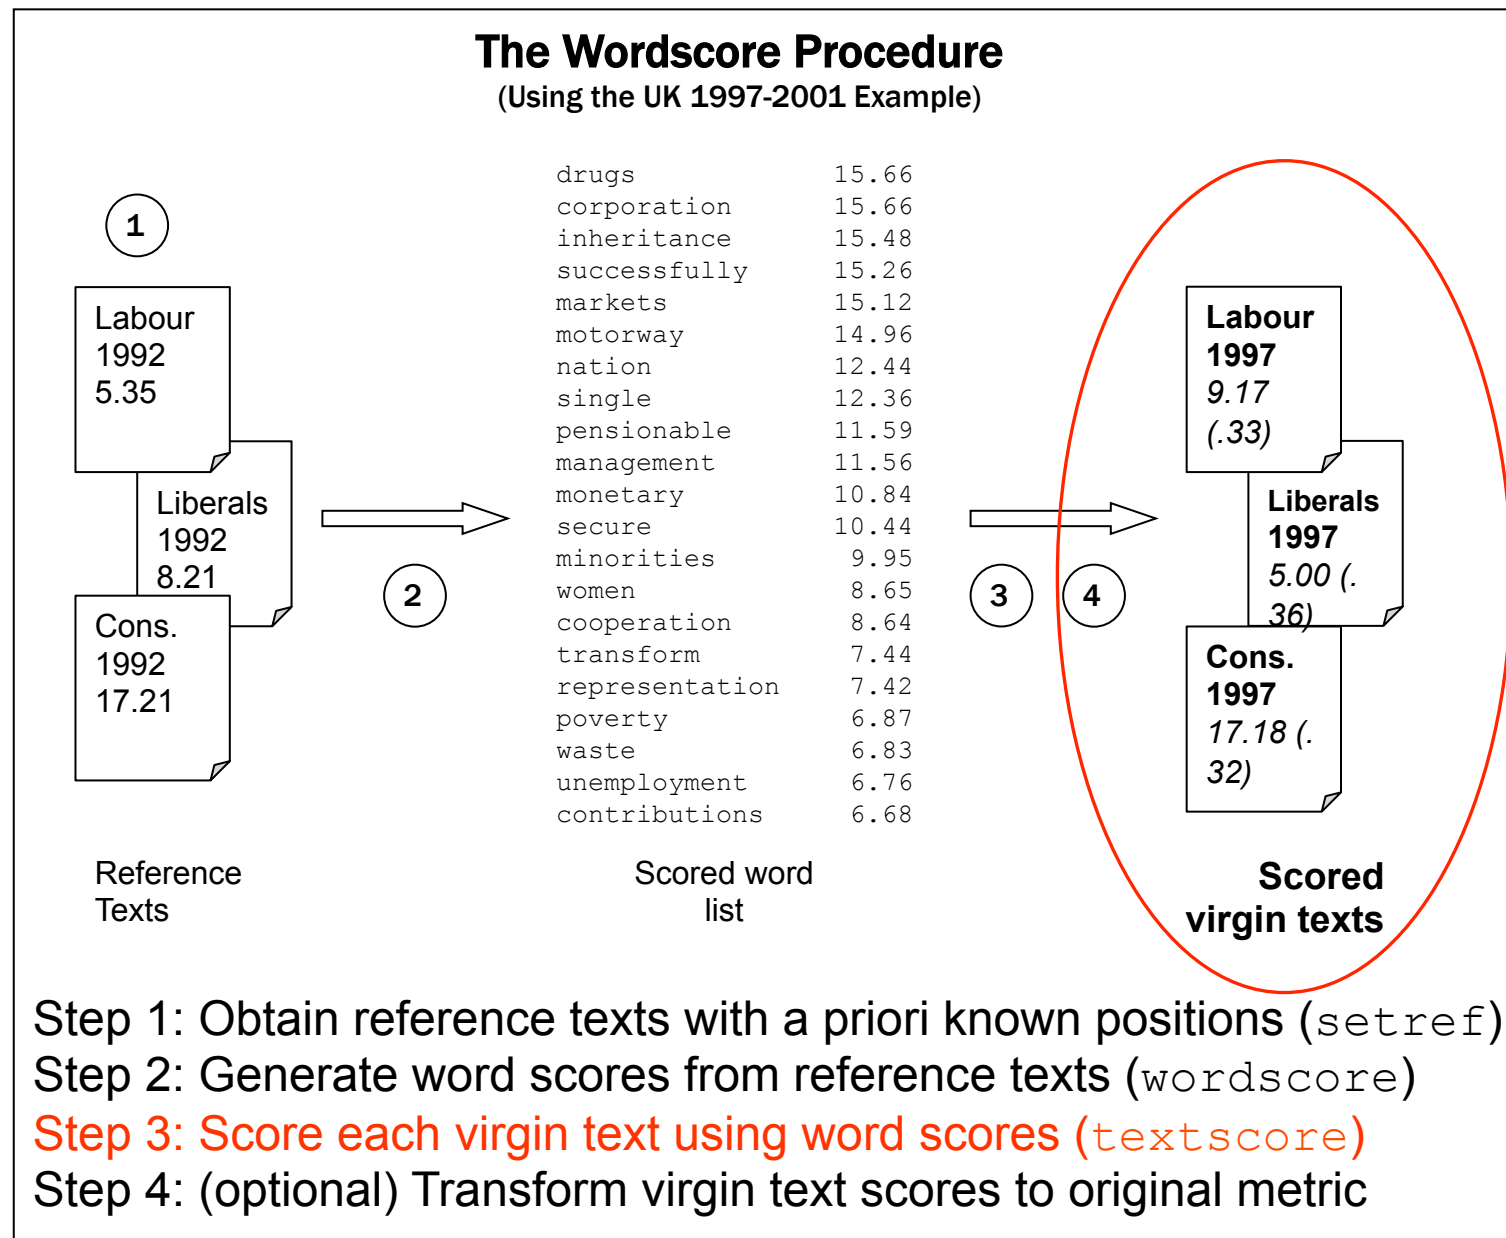 The Wordscore Procedure
(Using the UK 1997-2001 Example)
1
Labour
1992
5.35
Liberals
1992
8.21
Cons.
1992
17.21
Reference
Texts
2
drugs 15.66
corporation 15.66
inheritance 15.48
successfully 15.26
markets 15.12
motorway 14.96
nation 12.44
single 12.36
pensionable 11.59
management 11.56
monetary 10.84
secure 10.44
minorities 9.95
women 8.65
cooperation 8.64
transform 7.44
representation 7.42
poverty 6.87
waste 6.83
unemployment 6.76
contributions 6.68
Scored word
list
3
4
Labour
1997
9.17
(.33)
Liberals
1997
5.00 (.
36)
Cons.
1997
17.18 (.
32)
Scored
virgin texts
Step 1: Obtain reference texts with a priori known positions (setref)
Step 2: Generate word scores from reference texts (wordscore)
Step 3: Score each virgin text using word scores (textscore)
Step 4: (optional) Transform virgin text scores to original metric